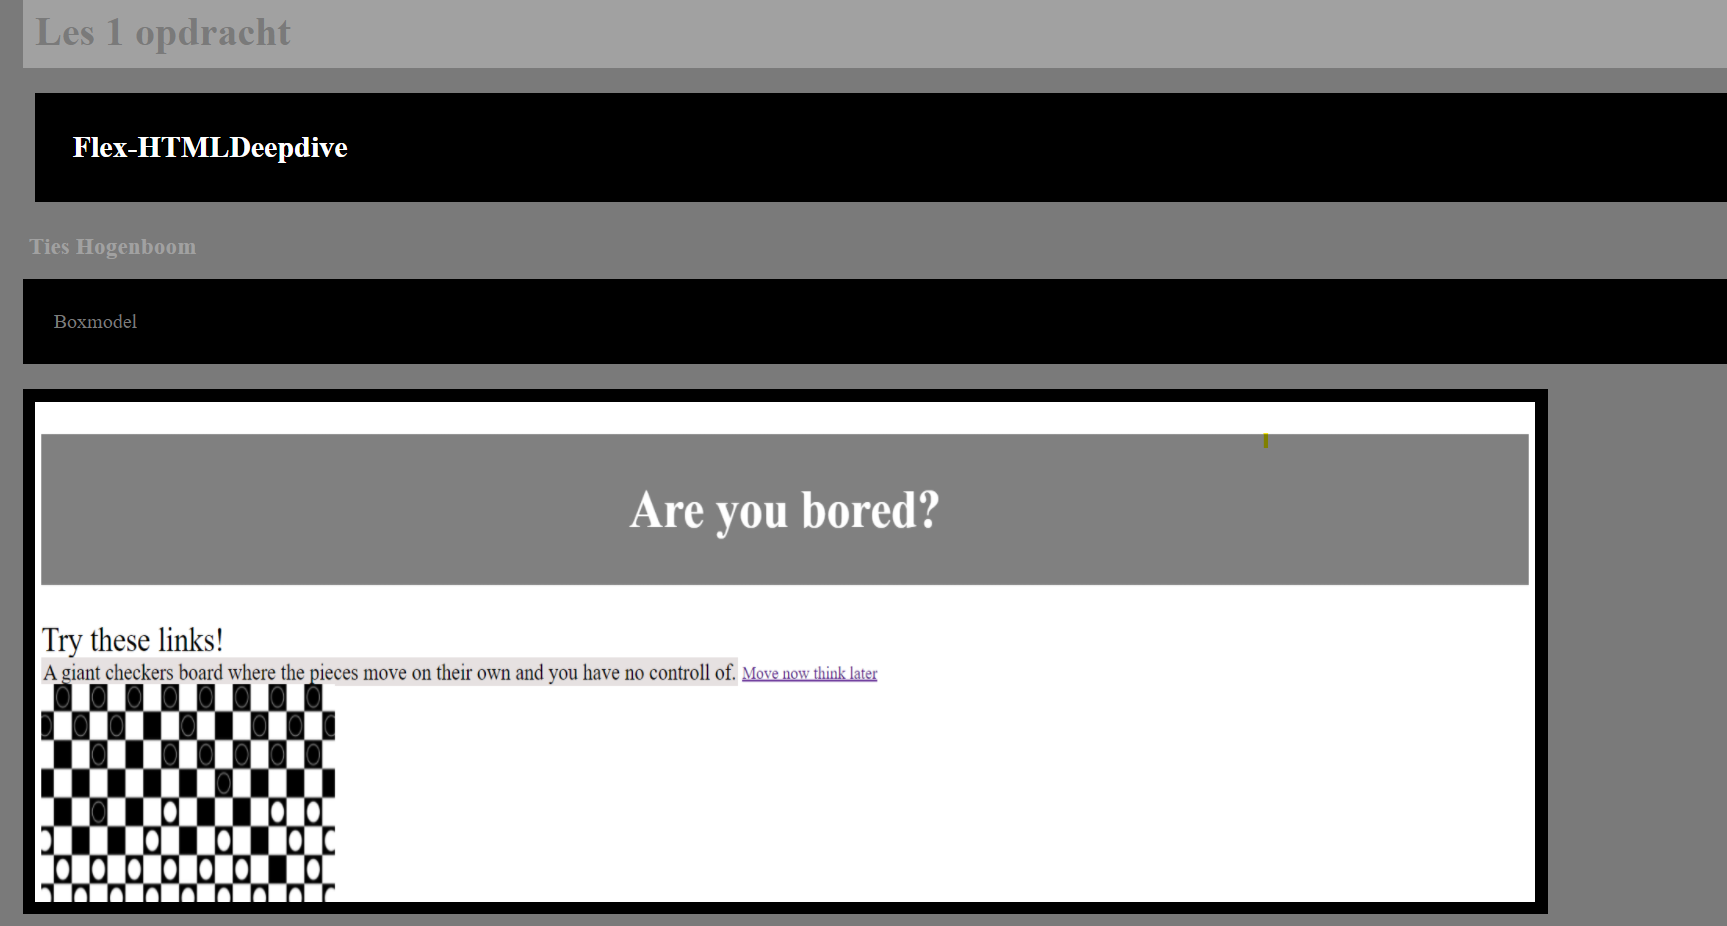 Les 1 opdracht
Flex-HTMLDeepdive
Ties Hogenboom
Boxmodel
Are you bored?
Try these links!
A giant checkers board where the pieces move on their own and you have no controll of. Move now think later